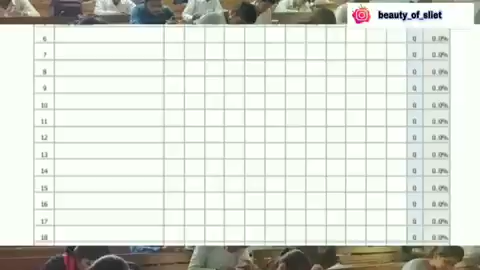 beauty_of_sliet
6 0 0.0%
7 0 0.0%
8 0 0.0%
9 0 0.0%
10 0 0.0%
11 0 0.0%
12 0 0.0%
13 0 0.0%
14 0 0.0%
15 0 0.0%
16 0 0.0%
17 0 0.0%
18 0 0.0%